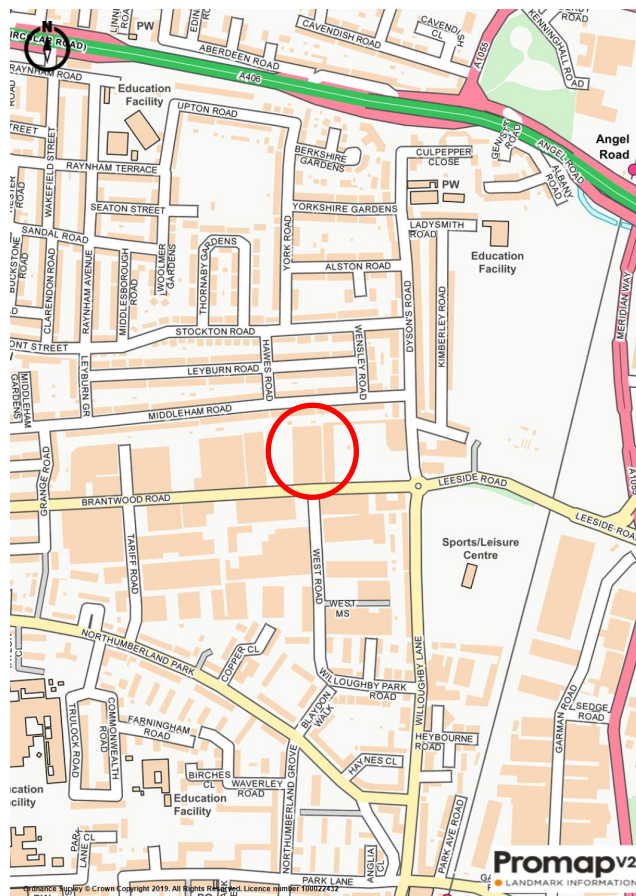 N
PW
CAVENDISH ROAD
ABERDEEN ROAD
A1055
KENNINGHALL ROAD
A406
RAYNHAM ROAD
Education
Facility
UPTON ROAD
BERKSHIRE
GARDENS
CULPEPPER
CLOSE
ANGEL ROAD
Angel
Road
ALBANY
ROAD
WAKEFIELD STREET
RAYNHAM TERRACE
PW
SEATON STREET
YORKSHIRE GARDENS
LADYSMITH
ROAD
Education
Facility
SANDAL ROAD
BUCKSTONE
ROAD
CLARENDON ROAD
RAYNHAM AVENUE
MIDDLESBOROUGH
ROAD
WOOLMER
GARDENS
THORNABY GARDENS
YORK ROAD
ALSTON ROAD
DYSON'S ROAD
KIMBERLEY ROAD
MERIDIAN WAY
STOCKTON ROAD
LEYBURN GR
LEYBURN ROAD
HAWES ROAD
WENSLEY ROAD
MIDDLEHAM
GARDENS
MIDDLEHAM ROAD
GRANGE ROAD
BRANTWOOD ROAD
LEESIDE ROAD
LEESIDE ROAD
TARIFF ROAD
WEST ROAD
Sports/Leisure
Centre
WEST
MS
NORTHUMBERLAND PARK
COPPER CL
WILLOUGHBY PARK
ROAD
WILLOUGHBY LANE
BLAYDON
WALK
TRULOCK ROAD
COMMONWEALTH
ROAD
FARNINGHAM
ROAD
HEYBOURNE
ROAD
GARMAN ROAD
SEDGE
ROAD
HAYNES CL
BIRCHES
CL
WAVERLEY
ROAD
Education
Facility
NORTHUMBERLAND GROVE
PARK AVE ROAD
PARK
LANE CL
ANGLIA
CL
PARK LANE
Promap v2
LANDMARK INFORMATION
Ordnance Survey © Crown Copyright 2019. All Rights Reserved. Licence number 100022432